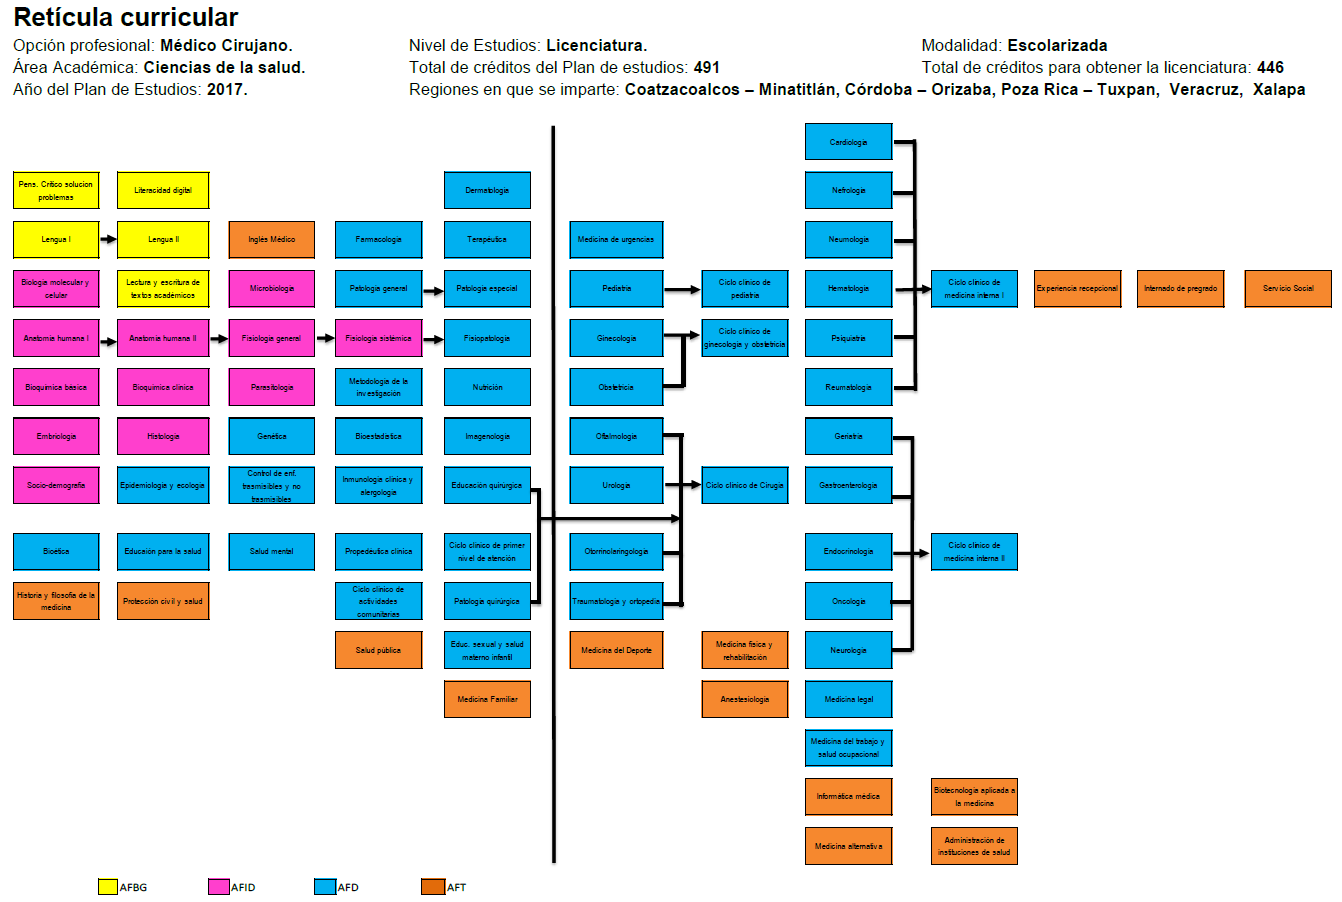 Retícula curricular
Opción profesional: Médico Cirujano.
Nivel de Estudios: Licenciatura.
Modalidad: Escolarizada
Área Académica: Ciencias de la salud.
Total de créditos del Plan de estudios: 491
Total de créditos para obtener la licenciatura: 446
Año del Plan de Estudios: 2017.
Regiones en que se imparte: Coatzacoalcos – Minatitlán, Córdoba – Orizaba, Poza Rica – Tuxpan, Veracruz, Xalapa
Pens. Crítico solucion
problemas
Lengua I
Biología molecular y
celular
Anatomía humana I
Bioquímica básica
Embriología
Socio-demografía
Bioética
Historia y filosofía de la
medicina
Literacidad digital
Lengua II
Lectura y escritura de
textos académicos
Anatomía humana II
Bioquímica clínica
Histología
Epidemiología y ecología
Educaión para la salud
Protección civil y salud
Inglés Médico
Microbiología
Fisiología general
Parasitología
Genética
Control de enf.
trasmisibles y no
trasmisibles
Salud mental
Farmacología
Patología general
Fisiología sistémica
Metodología de la
investigación
Bioestadística
Inmunología clínica y
alergología
Propedéutica clínica
Ciclo clínico de
actividades
comunitarias
Salud pública
Dermatología
Terapéutica
Patología especial
Fisiopatología
Nutrición
Imagenología
Educación quirúrgica
Ciclo clínico de primer
nivel de atención
Patología quirúrgica
Educ. sexual y salud
materno infantil
Medicina Familiar
Medicina de urgencias
Pediatría
Ginecología
Obstetricia
Oftalmología
Urología
Otorrinolaringología
Traumatología y ortopedia
Medicina del Deporte
Ciclo clínico de
pediatría
Ciclo clínico de
ginecología y obstetricia
Ciclo clínico de Cirugía
Medicina física y
rehabilitación
Anestesiología
Cardiología
Nefrología
Neumología
Hematología
Psiquiatría
Reumatología
Geriatría
Gastroenterología
Endocrinología
Oncología
Neurología
Medicina legal
Medicina del trabajo y
salud ocupacional
Informática médica
Medicina alternativa
Ciclo clínico de
medicina interna I
Ciclo clínico de
medicina interna II
Biotecnología aplicada a
la medicina
Administración de
instituciones de salud
Experiencia recepcional
Internado de pregrado
Servicio Social
AFBG
AFID
AFD
AFT